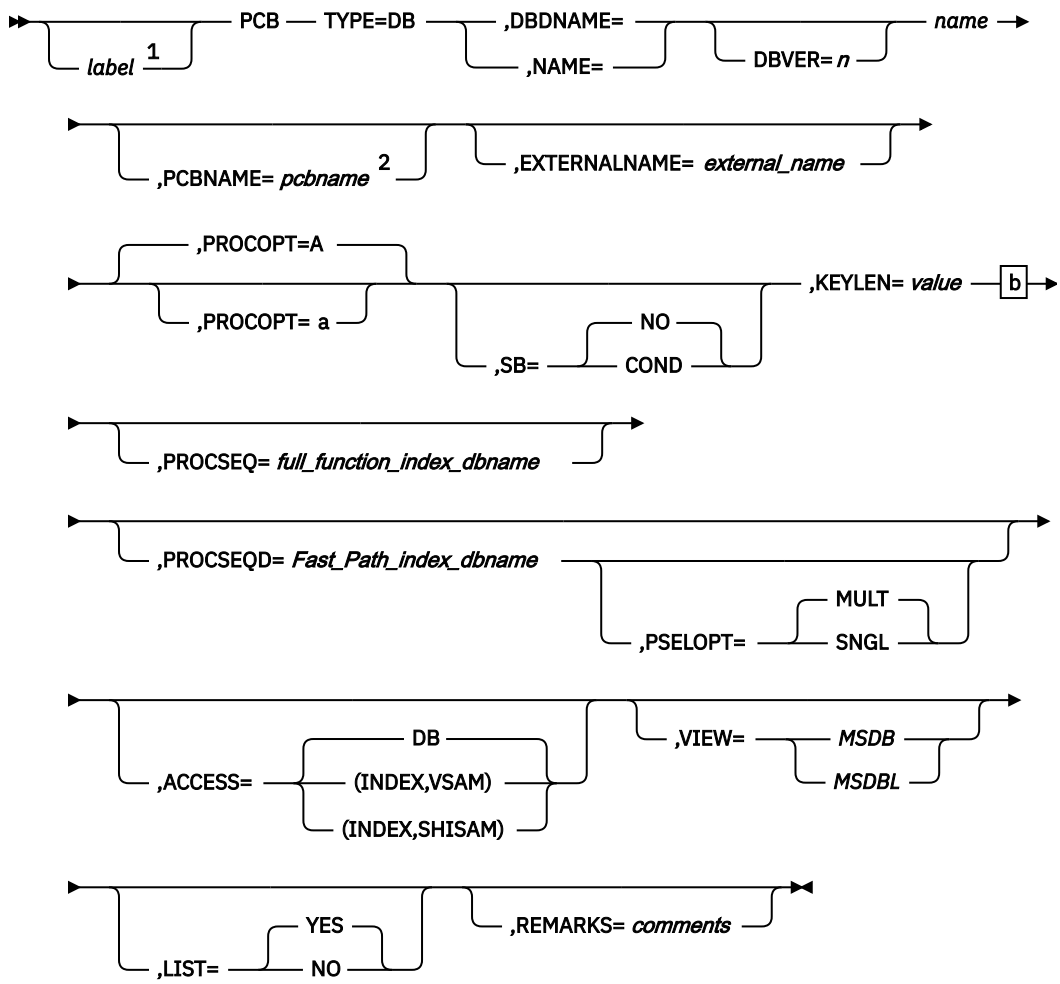 PCB TYPE=DB ,DBDNAME= name
label 1 ,NAME= DBVER= n
,PCBNAME= pcbname 2 ,EXTERNALNAME= external_name
,PROCOPT=A
,KEYLEN= value b
,PROCOPT= a NO
,SB= COND
,PROCSEQ= full_function_index_dbname
,PROCSEQD= Fast_Path_index_dbname
MULT
,PSELOPT= SNGL
DB ,VIEW= MSDB
,ACCESS= (INDEX,VSAM) MSDBL
(INDEX,SHISAM)
YES ,REMARKS= comments
,LIST= NO